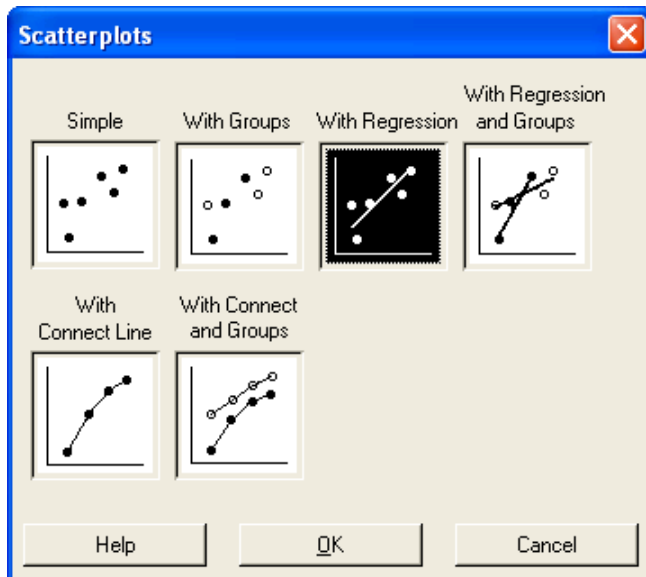 Scatterplots
Simple
With Groups
With Regression
With Regression
and Groups
With
Connect Line
With Connect
and Groups
Help
OK
Cancel